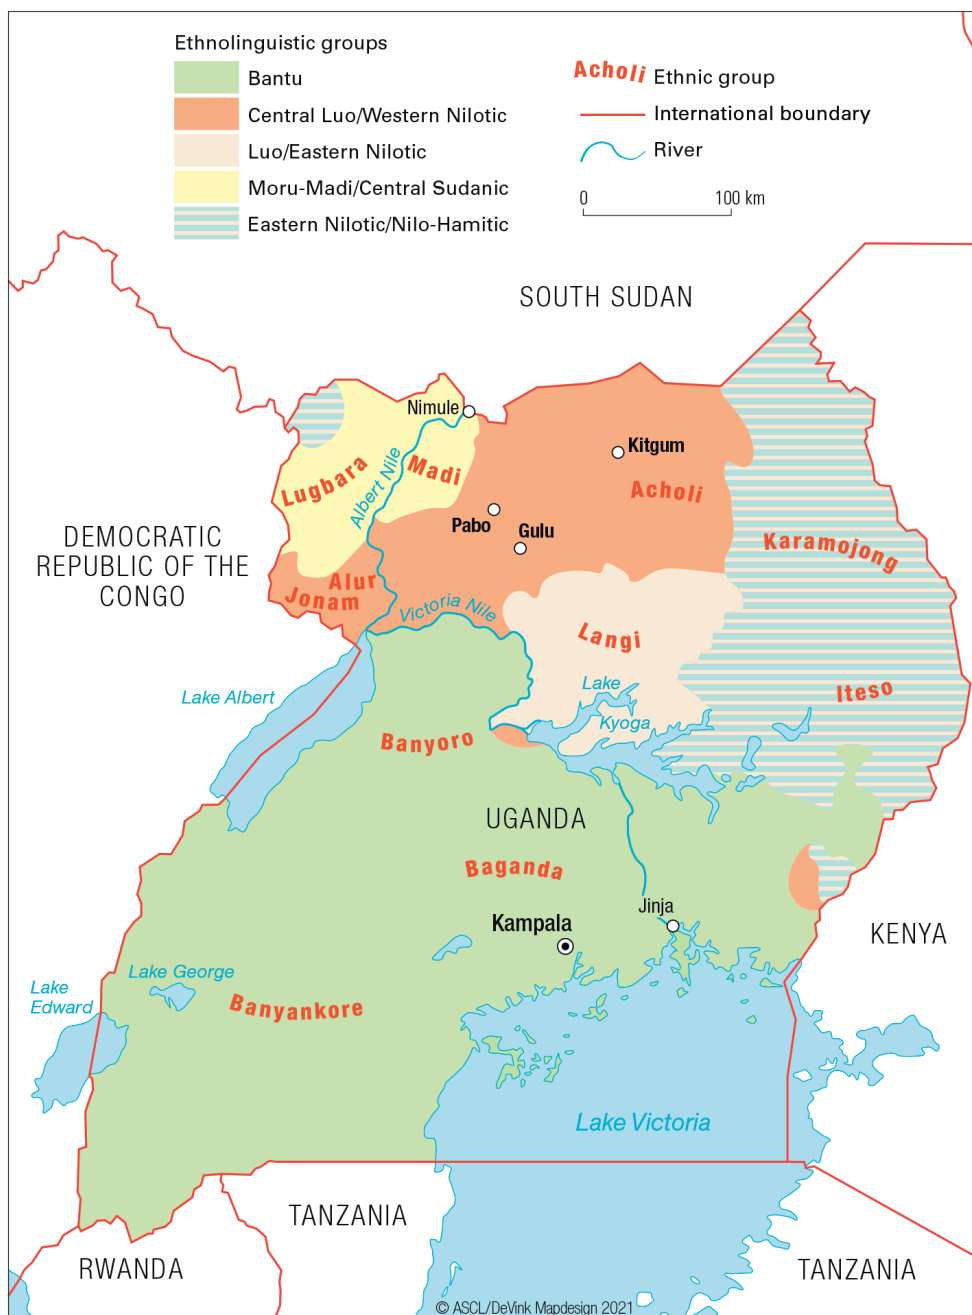 Ethnolinguistic groups
Bantu
Central Luo/Western Nilotic
Luo/Eastern Nilotic
Moru-Madi/Central Sudanic
Eastern Nilotic/Nilo-Hamitic
Acholi Ethnic group
International boundary
River
0 100 km
SOUTH SUDAN
Nimule
Kitgum
Lugbara
Albert Nile
Madi
Acholi
Pabo
Gulu
DEMOCRATIC
REPUBLIC OF THE
CONGO
Karamojong
Alur
Jonam
Victoria Nile
Langi
Lake Albert
Lake
Kyoga
Iteso
Banyoro
UGANDA
Baganda
Jinja
Kampala
KENYA
Lake George
Lake
Edward
Banyankore
Lake Victoria
TANZANIA
RWANDA
TANZANIA
© ASCL/DeVink Mapdesign 2021